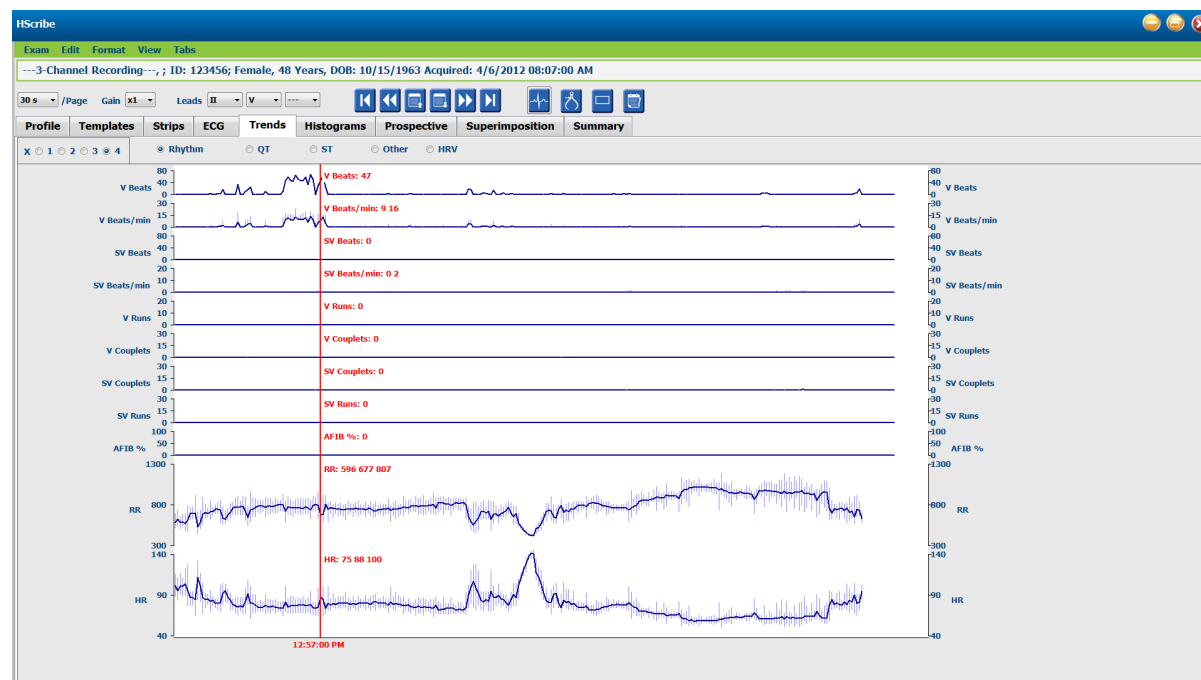 HScribe
Exam Edit Format View Tabs
---3-Channel Recording---, ; ID: 123456; Female, 48 Years, DOB: 10/15/1963 Acquired: 4/6/2012 08:07:00 AM
30 s /Page Gain x1 Leads II V ---
Profile Templates Strips ECG Trends Histograms Prospective Superimposition Summary
X 1 2 3 4 Rhythm QT ST Other HRV
80 V Beats: 47 80
V Beats 40 40 V Beats
0 0
30 V Beats/min: 9 16 30
V Beats/min 15 15 V Beats/min
0 0
80 SV Beats: 0 80
SV Beats 40 40 SV Beats
0 0
20 SV Beats/min: 0 2 20
SV Beats/min 10 10 SV Beats/min
0 0
20 V Runs: 0 20
V Runs 10 10 V Runs
0 0
30 V Couplets: 0 30
V Couplets 15 15 V Couplets
0 0
30 SV Couplets: 0 30
SV Couplets 15 15 SV Couplets
0 0
30 SV Runs: 0 30
SV Runs 15 15 SV Runs
0 0
100 AFIB %: 0 100
AFIB % 50 50 AFIB %
0 0
1300 RR: 596 677 807 1300
RR 800 800 RR
300 300
140 HR: 75 88 100 140
HR 90 90 HR
40 40
12:57:00 PM